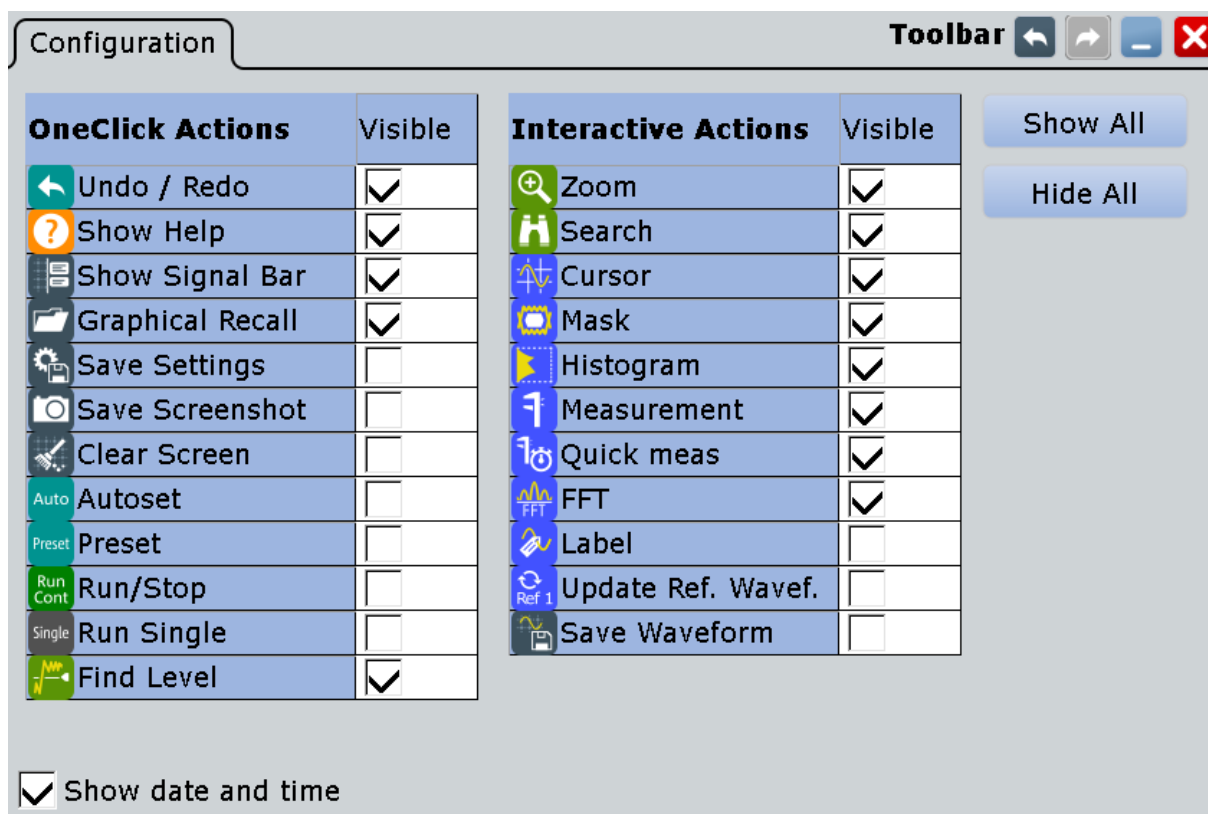 Configuration
Toolbar
OneClick Actions Visible
Undo / Redo
Show Help
Show Signal Bar
Graphical Recall
Save Settings
Save Screenshot
Clear Screen
Auto Autoset
Preset Preset
Run Cont Run/Stop
Single Run Single
Find Level
Interactive Actions Visible
Zoom
Search
Cursor
Mask
Histogram
Measurement
Quick meas
FFT FFT
Label
Ref 1 Update Ref. Wavef.
Save Waveform
Show All
Hide All
Show date and time